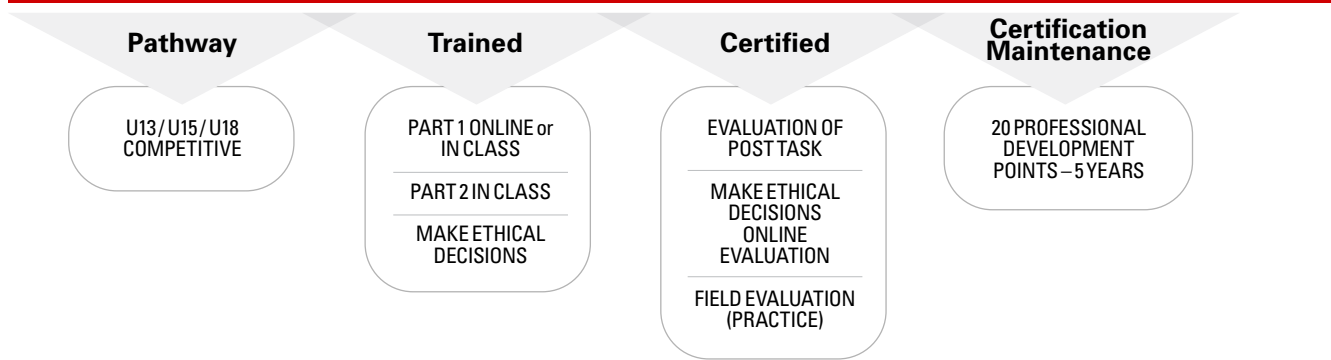 Pathway
U13/U15/U18
COMPETITIVE
Trained
PART 1 ONLINE or
IN CLASS
PART 2 IN CLASS
MAKE ETHICAL
DECISIONS
Certified
EVALUATION OF
POST TASK
MAKE ETHICAL
DECISIONS
ONLINE
EVALUATION
FIELD EVALUATION
(PRACTICE)
Certification
Maintenance
20 PROFESSIONAL
DEVELOPMENT
POINTS – 5 YEARS